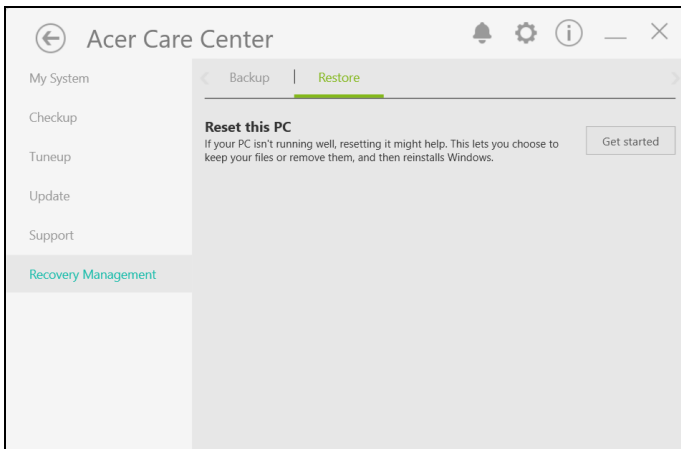 Acer Care Center
My System
Checkup
Tuneup
Update
Support
Recovery Management
Backup
Restore
Reset this PC
If your PC isn't running well, resetting it might help. This lets you choose to
keep your files or remove them, and then reinstalls Windows.
Get started